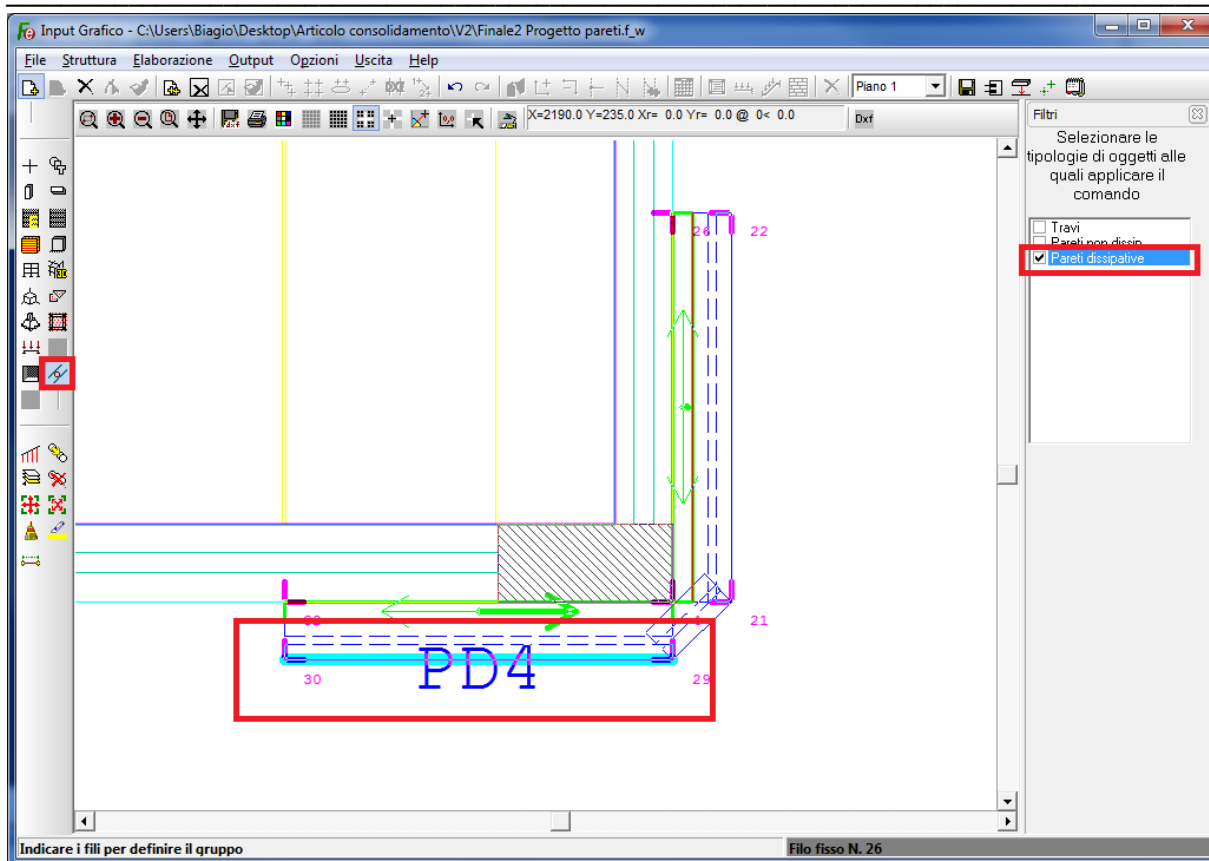 Input Grafico - C:\Users\Biagio\Desktop\Articolo consolidamento\V2\Finale2 Progetto pareti.f_w
File Struttura Elaborazione Output Opzioni Uscita Help
Piano 1
X=2190.0 Y=235.0 Xr= 0.0 Yr= 0.0 @ 0< 0.0
Dxf
Filtri
Selezionare le
tipologie di oggetti alle
quali applicare il
comando
Travi
Pareti non dissip
Pareti dissipative
26
22
21
PD4
30
29
Indicare i fili per definire il gruppo
Filo fisso N. 26